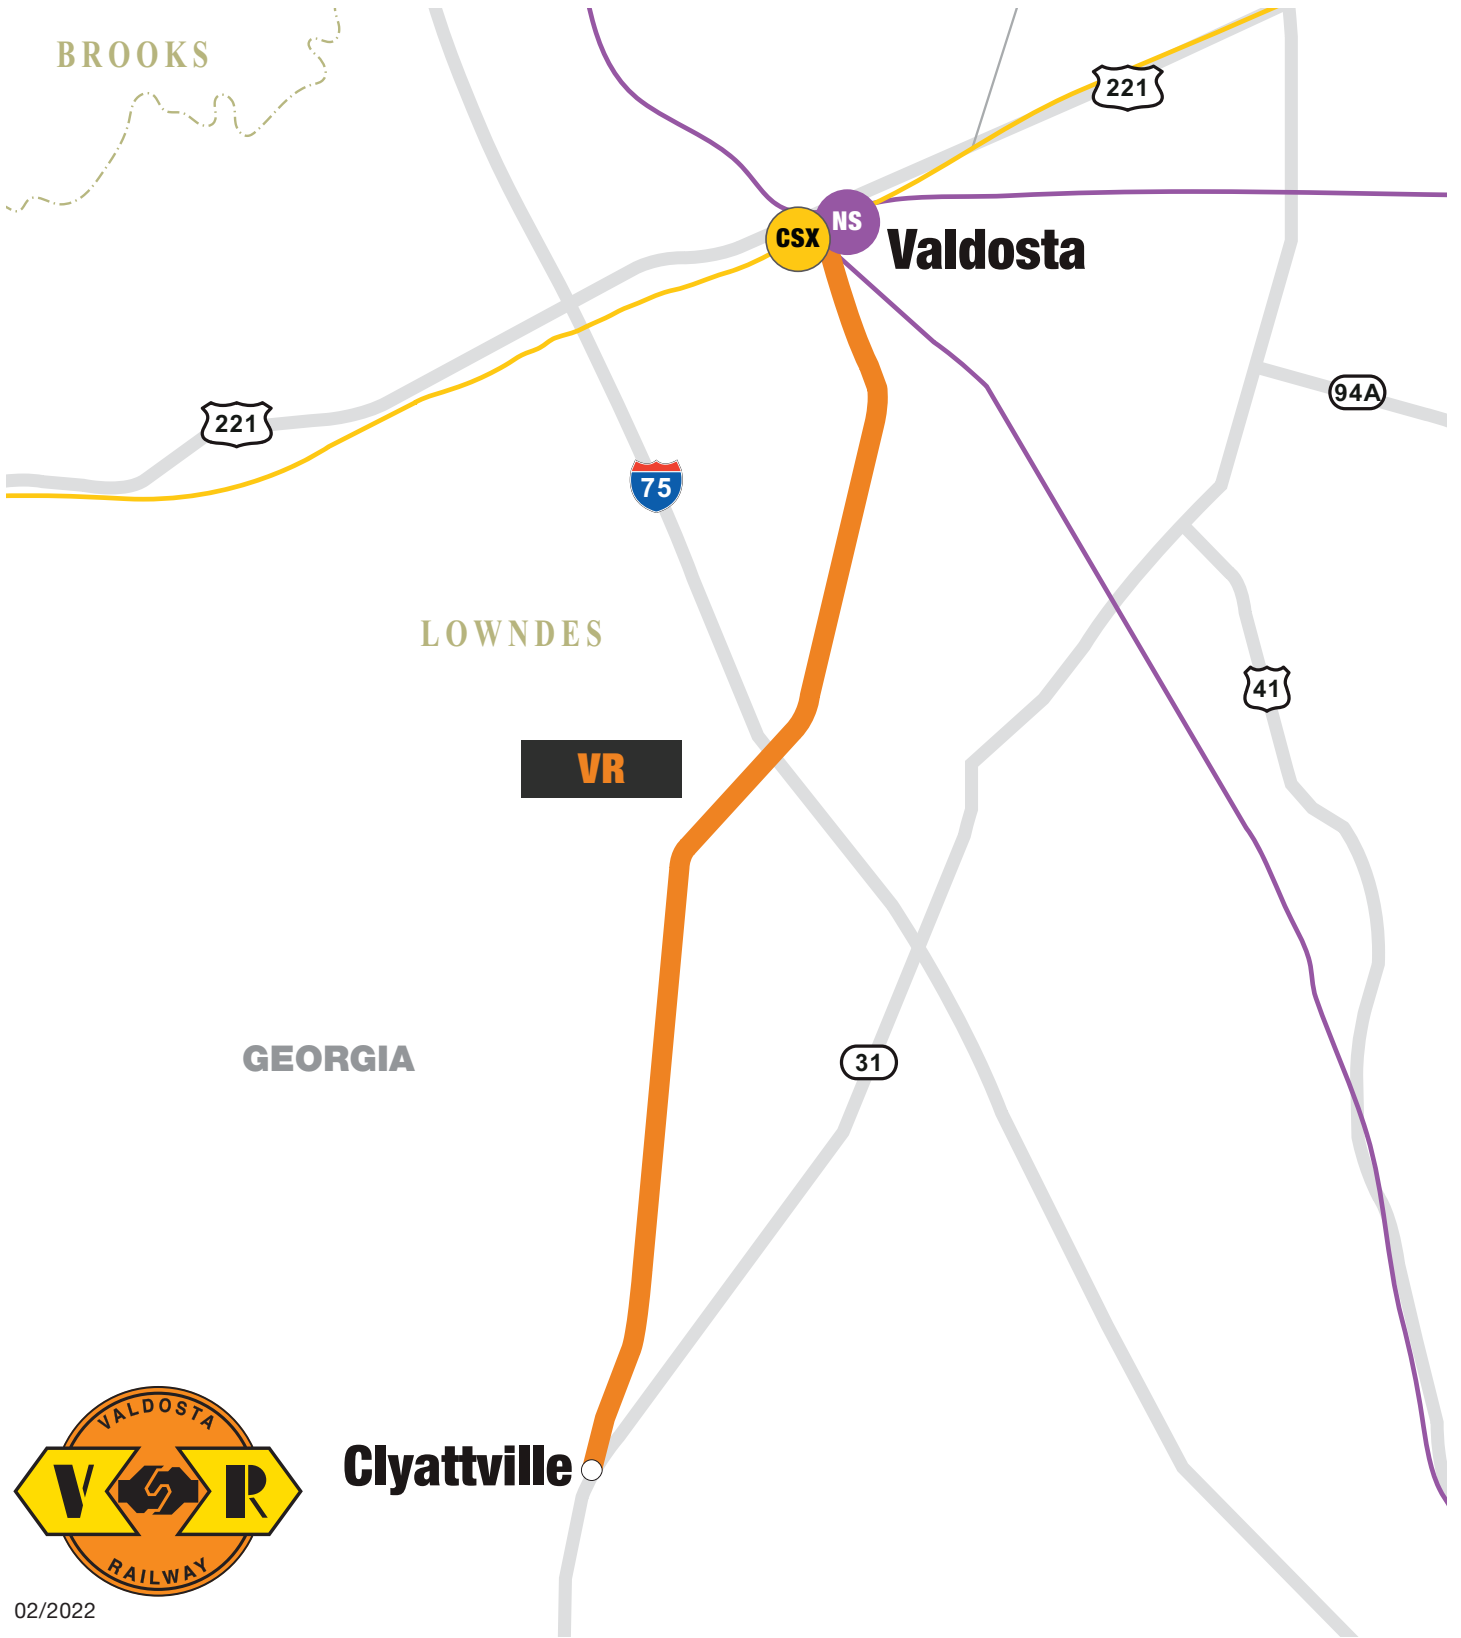 BROOKS
221
NS
CSX
Valdosta
94A
221
75
LOWNDES
41
VR
GEORGIA
31
VALDOSTA
V R
RAILWAY
Clyattville
02/2022